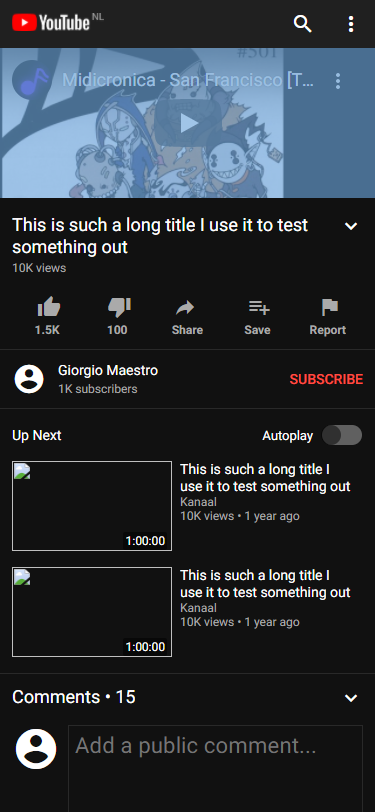 YouTube NL
#501
Midicronica - San Francisco [T...
This is such a long title I use it to test
something out
10K views
1.5K
100
Share
Save
Report
Giorgio Maestro
1K subscribers
SUBSCRIBE
Up Next
Autoplay
This is such a long title I
use it to test something out
Kanaal
10K views • 1 year ago
1:00:00
This is such a long title I
use it to test something out
Kanaal
10K views • 1 year ago
1:00:00
Comments • 15
Add a public comment...